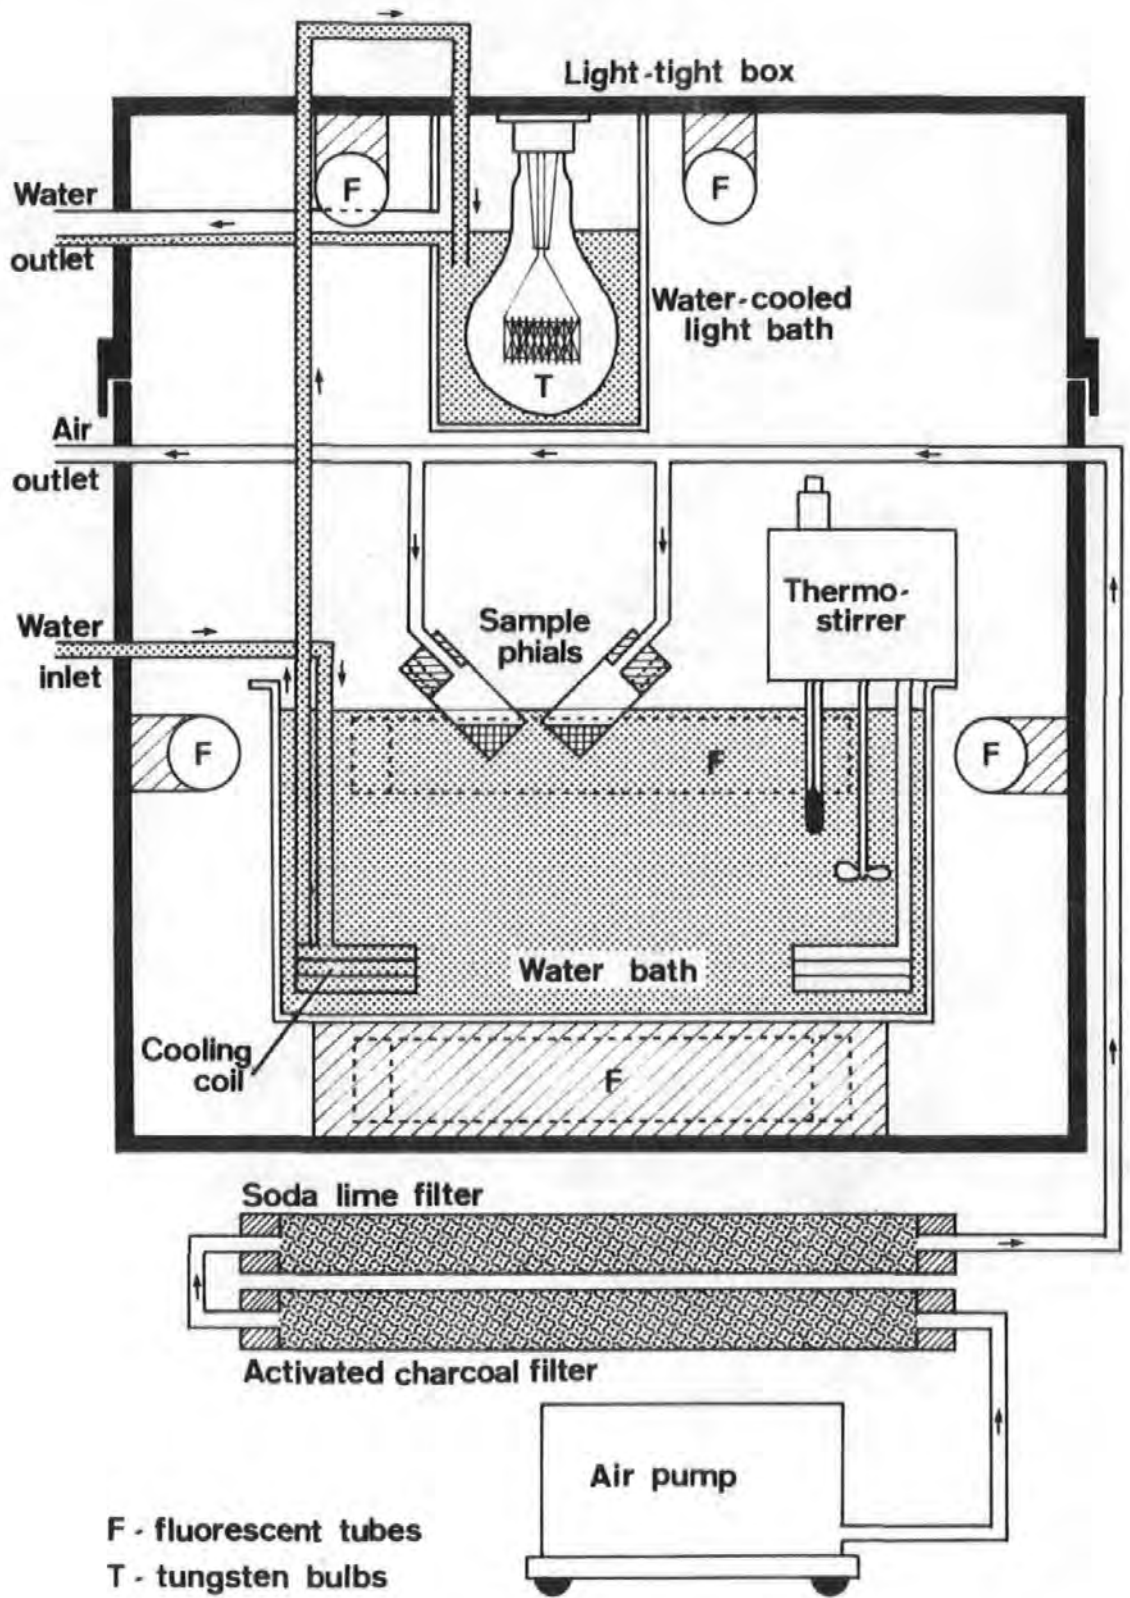 Light-tight box
F
F
Water
outlet
Water-cooled
light bath
T
Air
outlet
Thermo-
stirrer
Sample
phials
Water
inlet
F
F
F
Water bath
Cooling
coil
F
Soda lime filter
Activated charcoal filter
Air pump
F - fluorescent tubes
T - tungsten bulbs